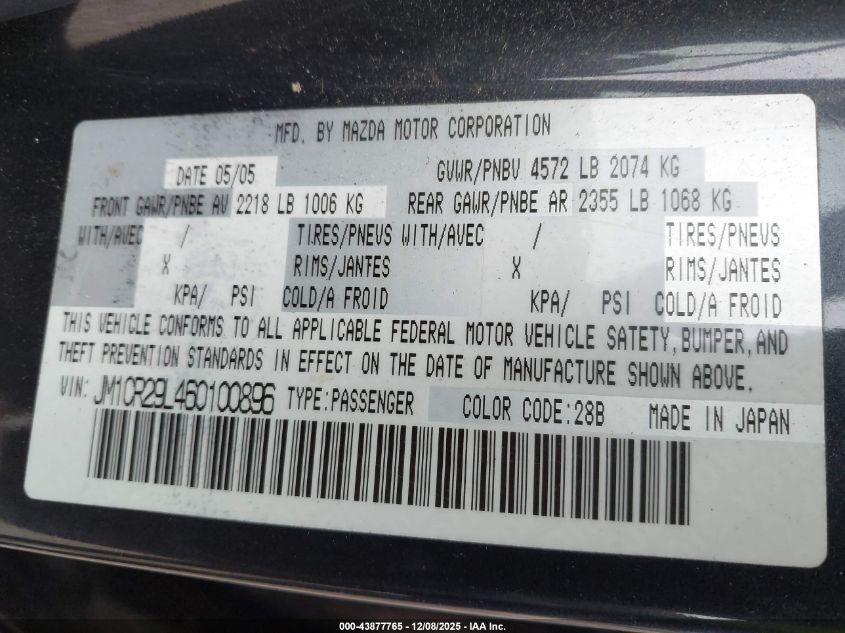 MFD. BY MAZDA MOTOR CORPORATION
DATE 05/05 GVWR/PNBV 4572 LB 2074 KG
FRONT GAWR/PNBE AV 2218 LB 1006 KG REAR GAWR/PNBE AR 2355 LB 1068 KG
WITH/AVEC / TIRES/PNEUS WITH/AVEC / TIRES/PNEUS
X RIMS/JANTES X RIMS/JANTES
KPA/ PSI COLD/A FROID KPA/ PSI COLD/A FROID
THIS VEHICLE CONFORMS TO ALL APPLICABLE FEDERAL MOTOR VEHICLE SATETY, BUMPER, AND
THEFT PREVENTION STANDARDS IN EFFECT ON THE DATE OF MANUFACTURE SHOWN ABOVE.
VIN: JM1CR29L460100896 TYPE:PASSENGER COLOR CODE:28B MADE IN JAPAN
000-43877765 - 12/08/2025 - IAA Inc.